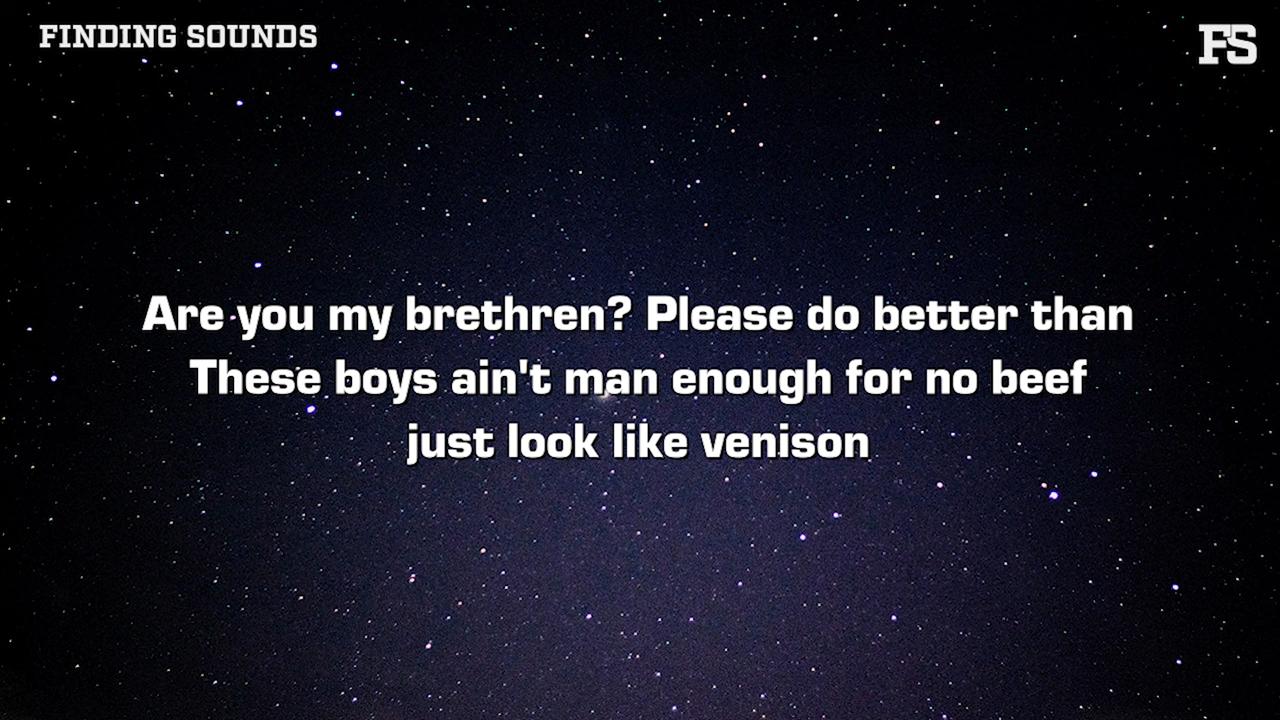 FINDING SOUNDS
FS
Are you my brethren? Please do better than
These boys ain't man enough for no beef
just look like venison